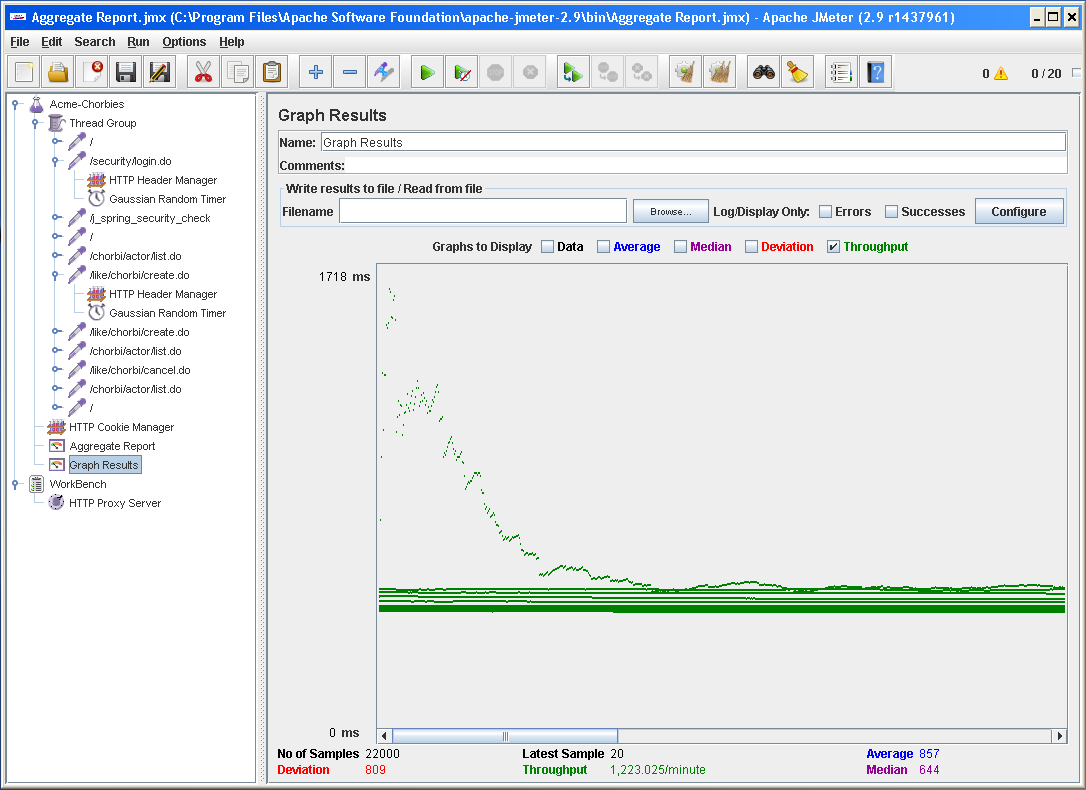 Aggregate Report.jmx (C:\Program Files\Apache Software Foundation\apache-jmeter-2.9\bin\Aggregate Report.jmx) - Apache JMeter (2.9 r1437961)
File Edit Search Run Options Help
0 0 / 20
Acme-Chorbies
Thread Group
/
/security/login.do
HTTP Header Manager
Gaussian Random Timer
/j_spring_security_check
/
/chorbi/actor/list.do
/like/chorbi/create.do
HTTP Header Manager
Gaussian Random Timer
/like/chorbi/create.do
/chorbi/actor/list.do
/like/chorbi/cancel.do
/chorbi/actor/list.do
/
HTTP Cookie Manager
Aggregate Report
Graph Results
WorkBench
HTTP Proxy Server
Graph Results
Name: Graph Results
Comments:
Write results to file / Read from file
Filename Browse... Log/Display Only: Errors Successes Configure
Graphs to Display Data Average Median Deviation Throughput
1718 ms
0 ms
No of Samples 22000 Latest Sample 20 Average 857
Deviation 809 Throughput 1,223.025/minute Median 644